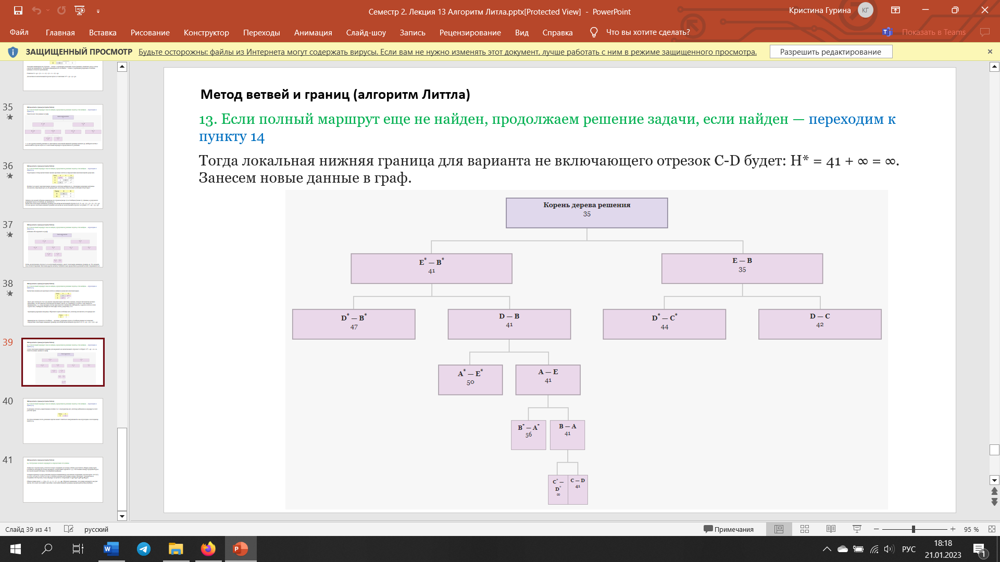 Семестр 2. Лекция 13 Алгоритм Литла.pptx[Protected View] - PowerPoint
Кристина Гурина
КГ
Файл
Главная
Вставка
Рисование
Конструктор
Переходы
Анимация
Слайд-шоу
Запись
Рецензирование
Вид
Справка
Что вы хотите сделать?
Показать в Teams
ЗАЩИЩЕННЫЙ ПРОСМОТР
Будьте осторожны: файлы из Интернета могут содержать вирусы. Если вам не нужно изменять этот документ, лучше работать с ним в режиме защищенного просмотра.
Разрешить редактирование
35
36
37
38
39
40
41
Метод ветвей и границ (алгоритм Литтла)
13. Если полный маршрут еще не найден, продолжаем решение задачи, если найден — переходим к
пункту 14
Тогда локальная нижняя граница для варианта не включающего отрезок C-D будет: H* = 41 + ∞ = ∞.
Занесем новые данные в граф.
Корень дерева решения
35
E* — B*
41
E — B
35
D* — B*
47
D — B
41
D* — C*
44
D — C
42
A* — E*
50
A — E
41
B* — A*
56
B — A
41
C* —
D*
∞
C — D
41
Слайд 39 из 41
русский
Примечания
95 %
РУС
18:18
21.01.2023
1